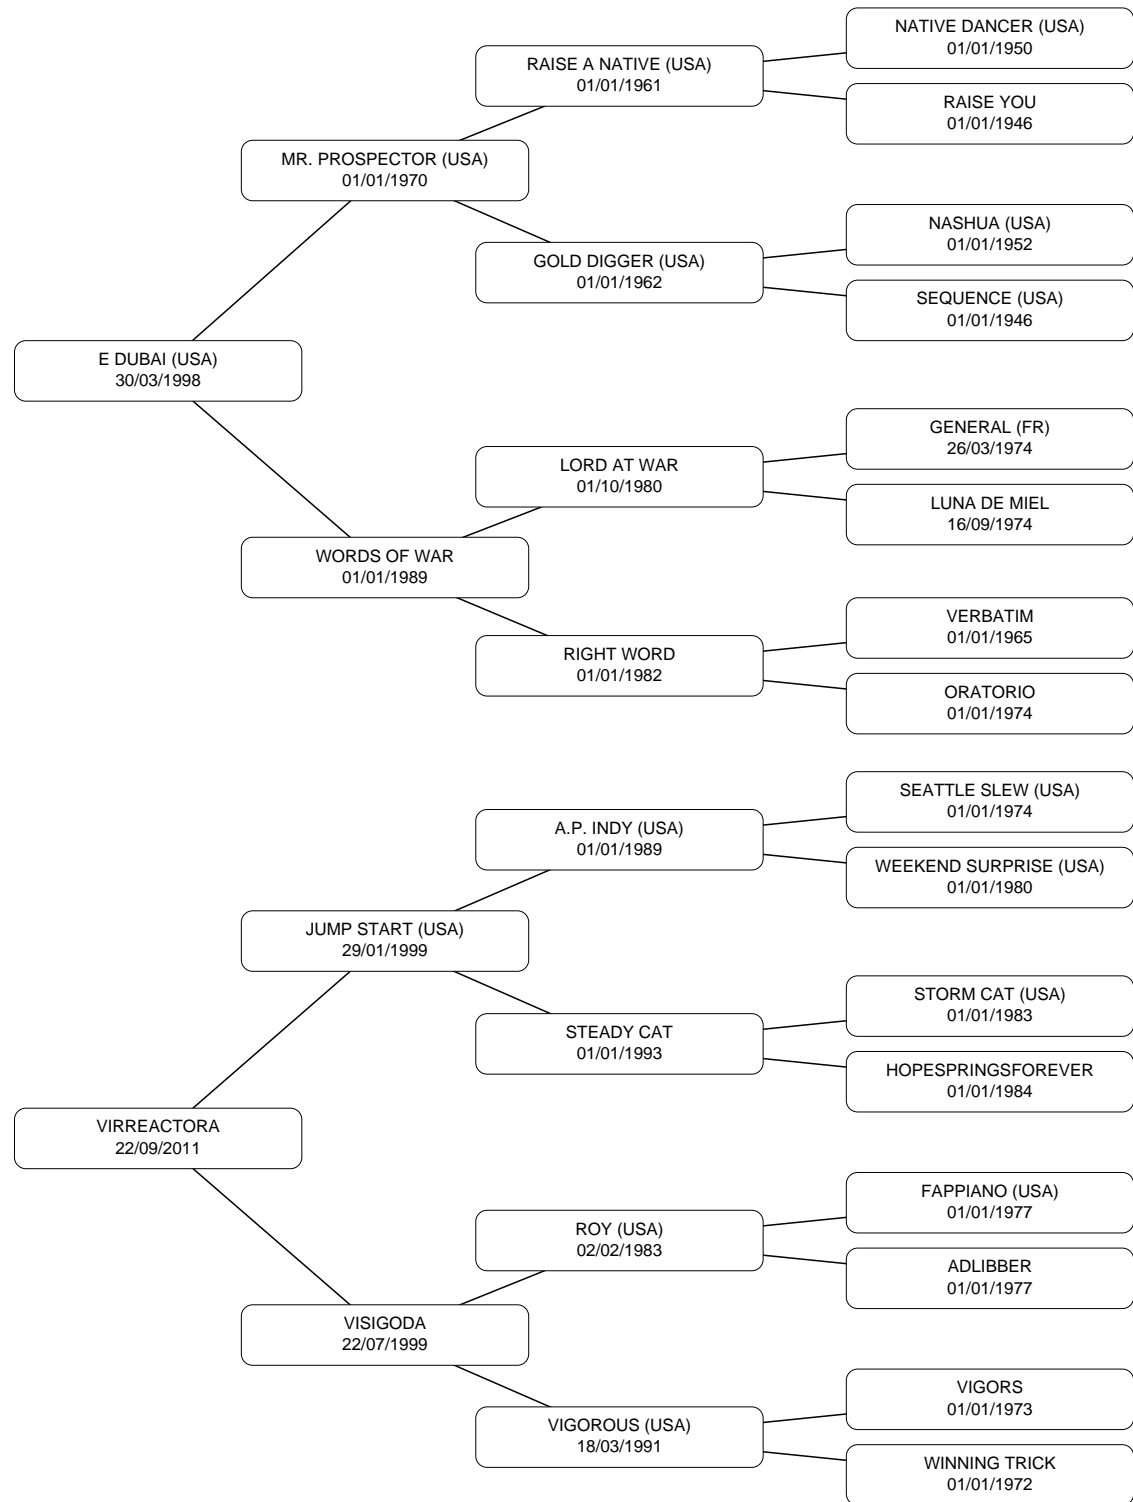 NATIVE DANCER (USA)
01/01/1950
RAISE A NATIVE (USA)
01/01/1961
RAISE YOU
01/01/1946
MR. PROSPECTOR (USA)
01/01/1970
NASHUA (USA)
01/01/1952
GOLD DIGGER (USA)
01/01/1962
SEQUENCE (USA)
01/01/1946
E DUBAI (USA)
30/03/1998
GENERAL (FR)
26/03/1974
LORD AT WAR
01/10/1980
LUNA DE MIEL
16/09/1974
WORDS OF WAR
01/01/1989
VERBATIM
01/01/1965
RIGHT WORD
01/01/1982
ORATORIO
01/01/1974
SEATTLE SLEW (USA)
01/01/1974
A.P. INDY (USA)
01/01/1989
WEEKEND SURPRISE (USA)
01/01/1980
JUMP START (USA)
29/01/1999
STORM CAT (USA)
01/01/1983
STEADY CAT
01/01/1993
HOPESPRINGSFOREVER
01/01/1984
VIRREACTORA
22/09/2011
FAPPIANO (USA)
01/01/1977
ROY (USA)
02/02/1983
ADLIBBER
01/01/1977
VISIGODA
22/07/1999
VIGORS
01/01/1973
VIGOROUS (USA)
18/03/1991
WINNING TRICK
01/01/1972